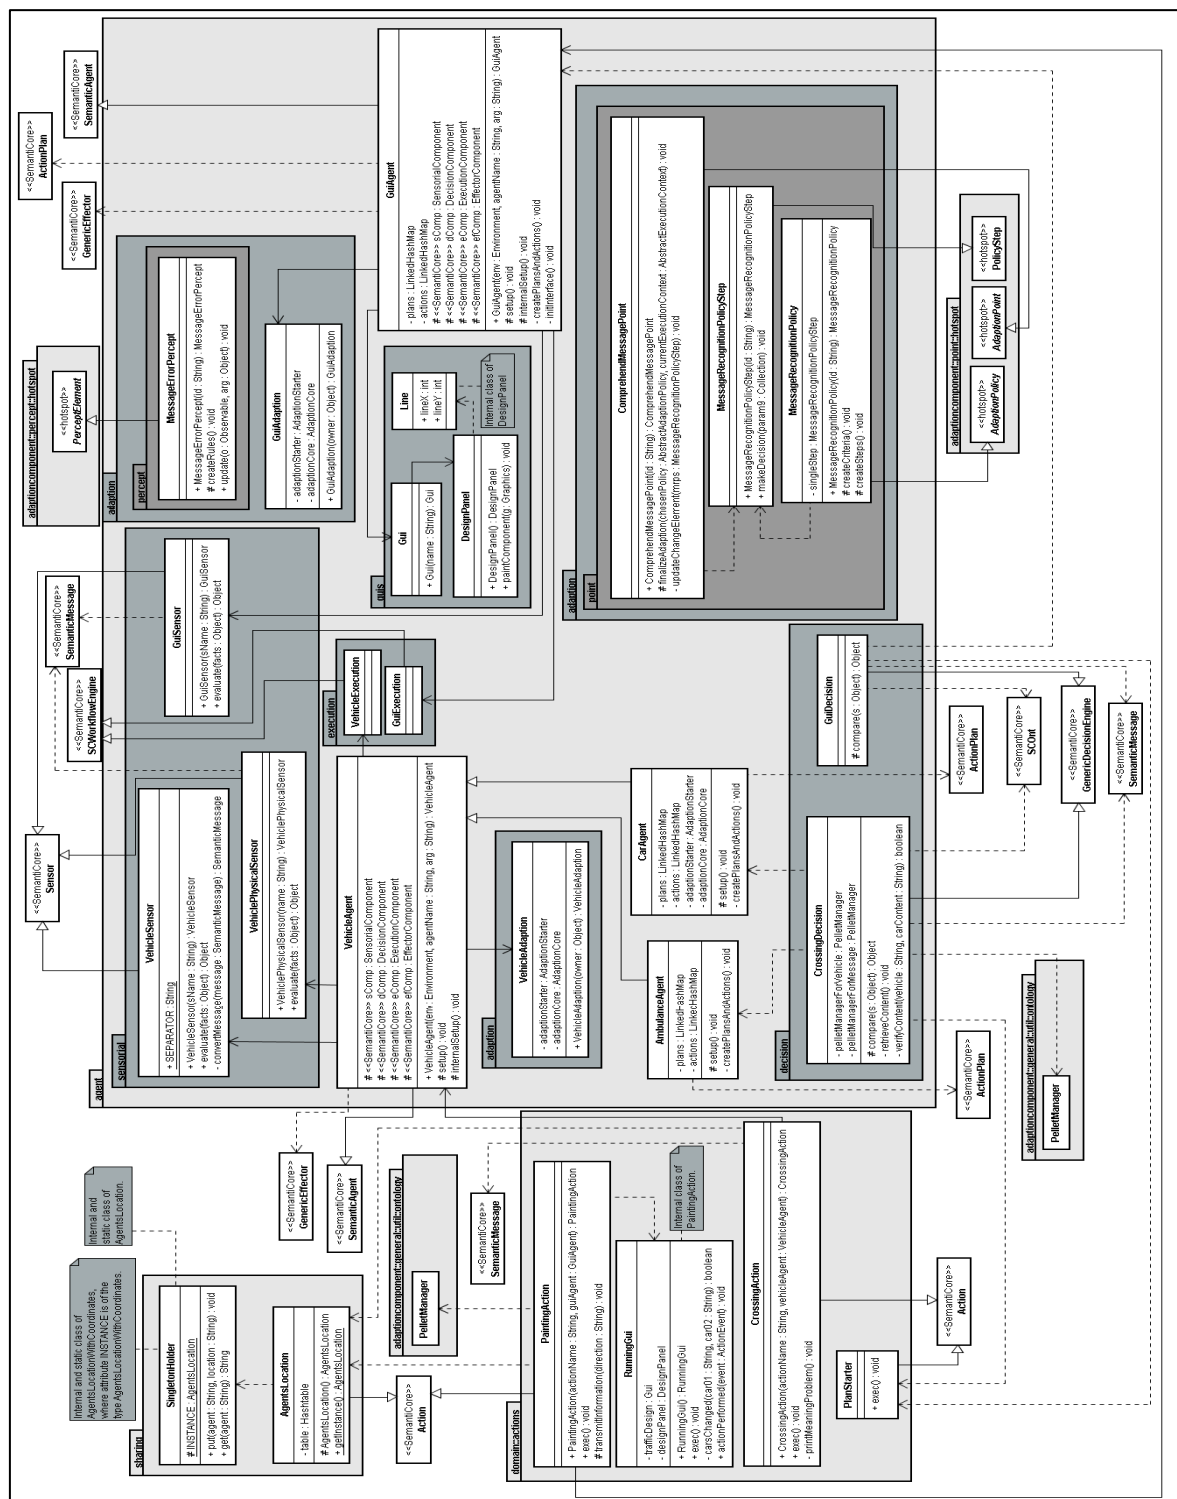 <<SemantiCore>>
SemanticAgent
<<SemantiCore>>
ActionPlan
<<SemantiCore>>
GenericEffector
adaptioncomponent::percept::hotspot
<<hotspot>>
PerceptElement
<<SemantiCore>>
SemanticMessage
<<SemantiCore>>
SCWorkflowEngine
<<SemantiCore>>
Sensor
agent
sensorial
VehicleSensor
+ SEPARATOR : String
+ VehicleSensor(sName : String) : VehicleSensor
+ evaluate(facts : Object) : Object
- convertMessage(message : SemanticMessage) : SemanticMessage
VehiclePhysicalSensor
+ VehiclePhysicalSensor(name : String) : VehiclePhysicalSensor
+ evaluate(facts : Object) : Object
GuiSensor
+ GuiSensor(sName : String) : GuiSensor
+ evaluate(facts : Object) : Object
adaption
percept
MessageErrorPercept
+ MessageErrorPercept(id : String) : MessageErrorPercept
# createRules() : void
+ update(o : Observable, arg : Object) : void
GuiAdaption
- adaptionStarter : AdaptionStarter
- adaptionCore : AdaptionCore
+ GuiAdaption(owner : Object) : GuiAdaption
GuiAgent
- plans : LinkedHashMap
- actions : LinkedHashMap
# <<SemantiCore>> sComp : SensorialComponent
# <<SemantiCore>> dComp : DecisionComponent
# <<SemantiCore>> eComp : ExecutionComponent
# <<SemantiCore>> efComp : EffectorComponent
+ GuiAgent(env : Environment, agentName : String, arg : String) : GuiAgent
# setup() : void
# internalSetup() : void
- createPlansAndActions() : void
- initInterface() : void
guis
Gui
+ Gui(name : String) : Gui
Line
+ lineX : int
+ lineY : int
DesignPanel
+ DesignPanel() : DesignPanel
+ paintComponent(g : Graphics) : void
Internal class of
DesignPanel
execution
VehicleExecution
GuiExecution
VehicleAgent
# <<SemantiCore>> sComp : SensorialComponent
# <<SemantiCore>> dComp : DecisionComponent
# <<SemantiCore>> eComp : ExecutionComponent
# <<SemantiCore>> efComp : EffectorComponent
+ VehicleAgent(env : Environment, agentName : String, arg : String) : VehicleAgent
# setup() : void
# internalSetup() : void
adaption
VehicleAdaption
- adaptionStarter : AdaptionStarter
- adaptionCore : AdaptionCore
+ VehicleAdaption(owner : Object) : VehicleAdaption
adaption
point
ComprehendMessagePoint
+ ComprehendMessagePoint(id : String) : ComprehendMessagePoint
# finalizeAdaption(chosenPolicy : AbstractAdaptionPolicy, currentExecutionContext : AbstractExecutionContext) : void
- updateChangeElement(mrps : MessageRecognitionPolicyStep) : void
MessageRecognitionPolicyStep
+ MessageRecognitionPolicyStep(id : String) : MessageRecognitionPolicyStep
+ makeDecision(param9 : Collection) : void
MessageRecognitionPolicy
- singleStep : MessageRecognitionPolicyStep
+ MessageRecognitionPolicy(id : String) : MessageRecognitionPolicy
# createCriteria() : void
# createSteps() : void
adaptioncomponent::point::hotspot
<<hotspot>>
AdaptionPolicy
<<hotspot>>
AdaptionPoint
<<hotspot>>
PolicyStep
CarAgent
- plans : LinkedHashMap
- actions : LinkedHashMap
- adaptionStarter : AdaptionStarter
- adaptionCore : AdaptionCore
# setup() : void
- createPlansAndActions() : void
AmbulanceAgent
- plans : LinkedHashMap
- actions : LinkedHashMap
# setup() : void
- createPlansAndActions() : void
decision
CrossingDecision
- pelletManagerForVehicle : PelletManager
- pelletManagerForMessage : PelletManager
# compare(s : Object) : Object
- retrieveContent() : void
- verifyContent(vehicle : String, carContent : String) : boolean
GuiDecision
# compare(s : Object) : Object
<<SemantiCore>>
ActionPlan
<<SemantiCore>>
SCOnt
<<SemantiCore>>
GenericDecisionEngine
<<SemantiCore>>
SemanticMessage
<<SemantiCore>>
ActionPlan
adaptioncomponent::general::util::ontology
PelletManager
Internal and
static class of
AgentsLocation.
Internal and static class of
AgentsLocationWithCoordinates,
where attribute INSTANCE is of the
type AgentsLocationWithCoordinates.
sharing
SingletonHolder
# INSTANCE : AgentsLocation
+ put(agent : String, location : String) : void
+ get(agent : String) : String
AgentsLocation
- table : Hashtable
# AgentsLocation() : AgentsLocation
+ getInstance() : AgentsLocation
<<SemantiCore>>
GenericEffector
<<SemantiCore>>
SemanticAgent
adaptioncomponent::general::util::ontology
PelletManager
<<SemantiCore>>
Action
<<SemantiCore>>
SemanticMessage
domain::actions
PaintingAction
+ PaintingAction(actionName : String, guiAgent : GuiAgent) : PaintingAction
+ exec() : void
# transmitInformation(direction : String) : void
RunningGui
- trafficDesign : Gui
- designPanel : DesignPanel
+ RunningGui() : RunningGui
+ exec() : void
- carsChanged(car01 : String, car02 : String) : boolean
+ actionPerformed(event : ActionEvent) : void
Internal class of
PaintingAction.
CrossingAction
+ CrossingAction(actionName : String, vehicleAgent : VehicleAgent) : CrossingAction
+ exec() : void
- printMeaningProblem() : void
PlanStarter
+ exec() : void
<<SemantiCore>>
Action